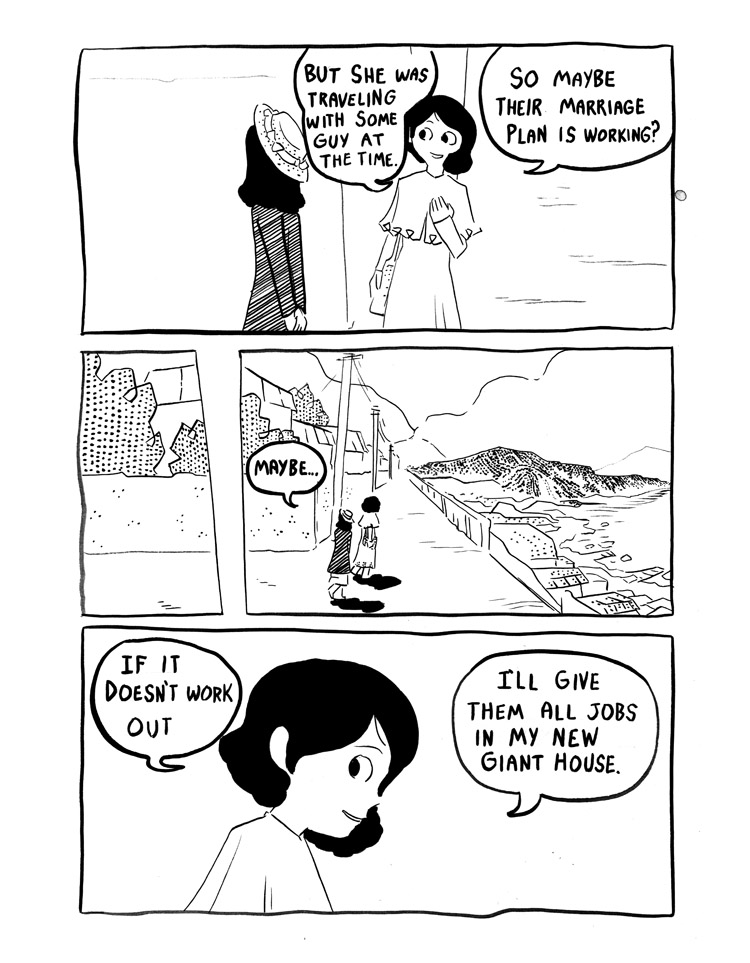 BUT SHE WAS
TRAVELING
WITH SOME
GUY AT
THE TIME.
SO MAYBE
THEIR MARRIAGE
PLAN IS WORKING?
MAYBE...
IF IT
DOESN'T WORK
OUT
I'LL GIVE
THEM ALL JOBS
IN MY NEW
GIANT HOUSE.